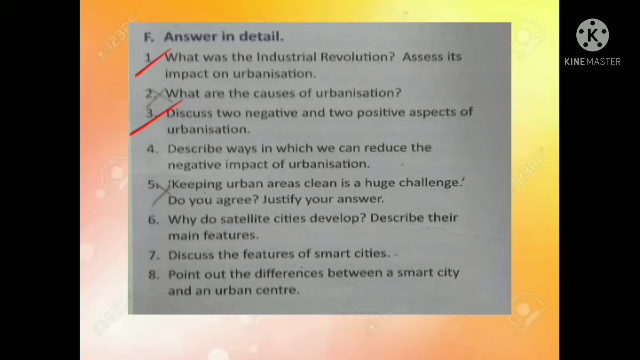 F. Answer in detail.
1. What was the Industrial Revolution? Assess its
impact on urbanisation.
2. What are the causes of urbanisation?
3. Discuss two negative and two positive aspects of
urbanisation.
4. Describe ways in which we can reduce the
negative impact of urbanisation.
5. 'Keeping urban areas clean is a huge challenge.'
Do you agree? Justify your answer.
6. Why do satellite cities develop? Describe their
main features.
7. Discuss the features of smart cities.
8. Point out the differences between a smart city
and an urban centre.
K
KINEMASTER